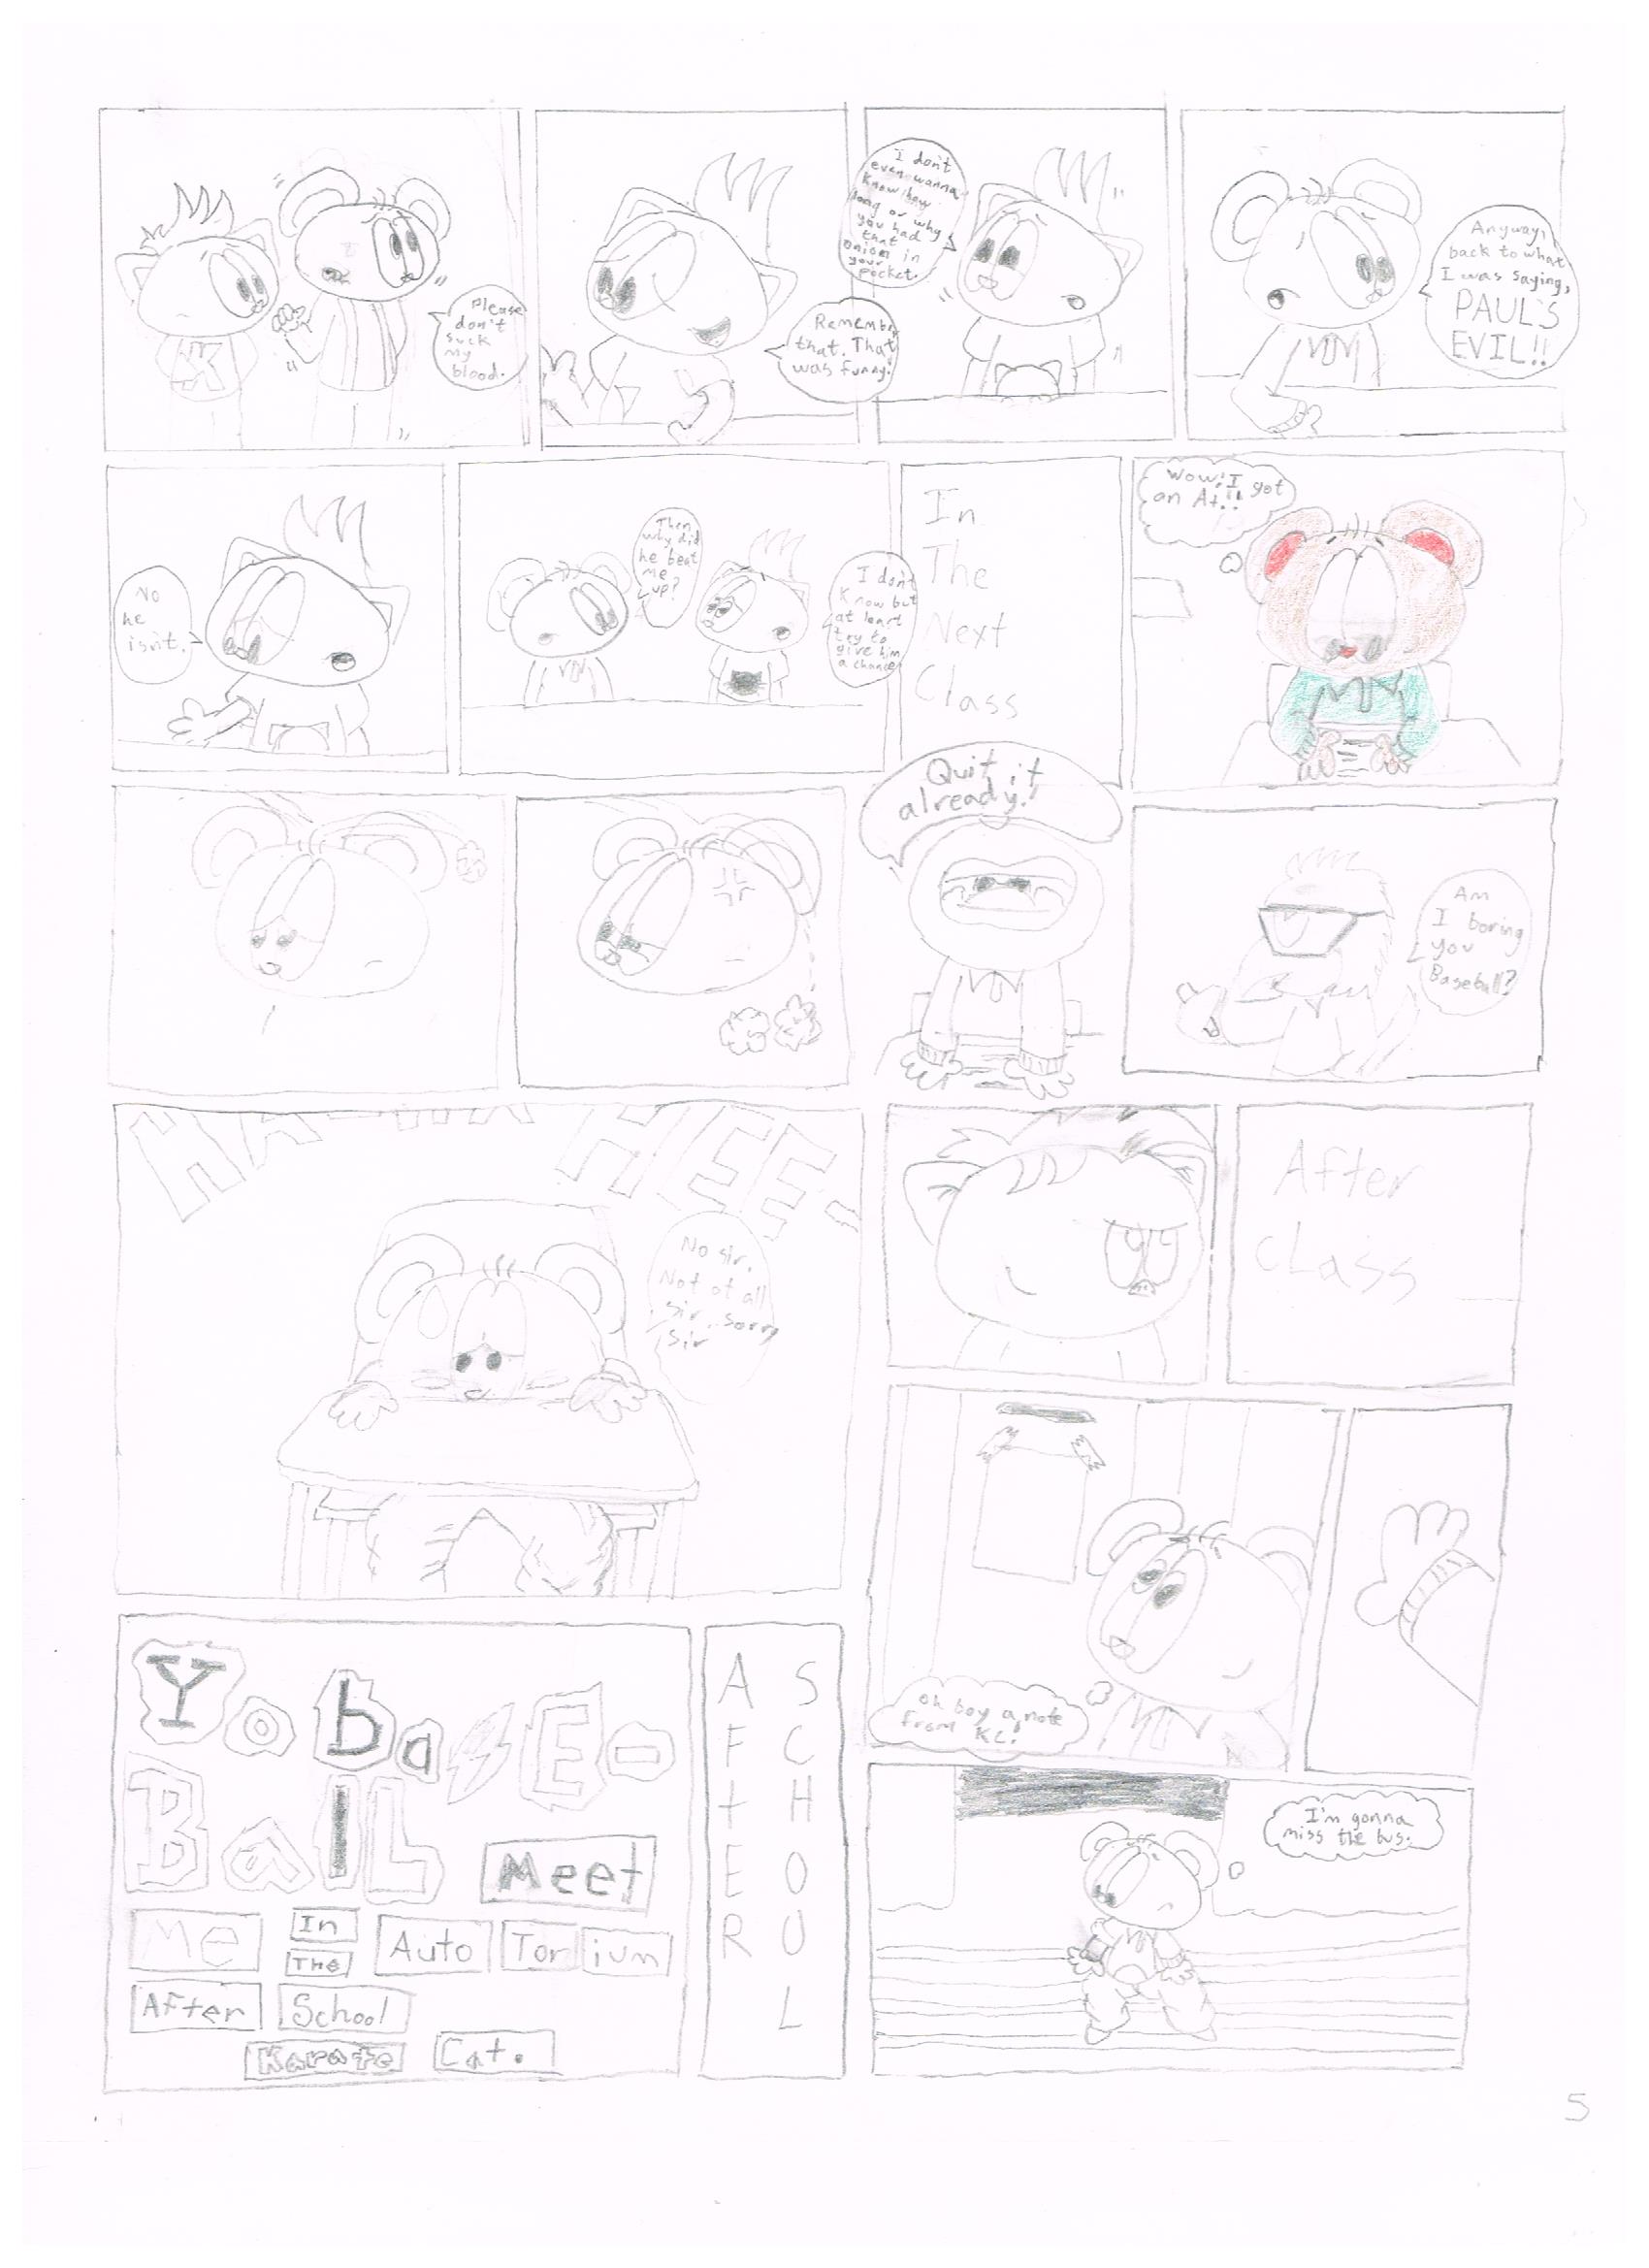 Please
don't
suck
my
blood.
Remember
that. That
was funny.
I don't
even wanna
know how
long or why
you had
that
onion in
your
pocket.
Anyway,
back to what
I was saying,
PAUL'S
EVIL!!
No
he
isn't.
Then
why did
he beat
me
up?
I don't
know but
at least
try to
give him
a chance
In
The
Next
Class
Wow! I got
an A+!!
Quit it
already!
Am
I boring
you
Baseball?
HA-HA HEE-
No sir.
Not at all
sir. sorry
sir
After
cLass
oh boy a note
from KC!
Yo basE-
BalL Meet
Me In The Auto Tor ium
After School
Karate Cat.
AFtER
SCHOUL
I'm gonna
miss the bus.
5